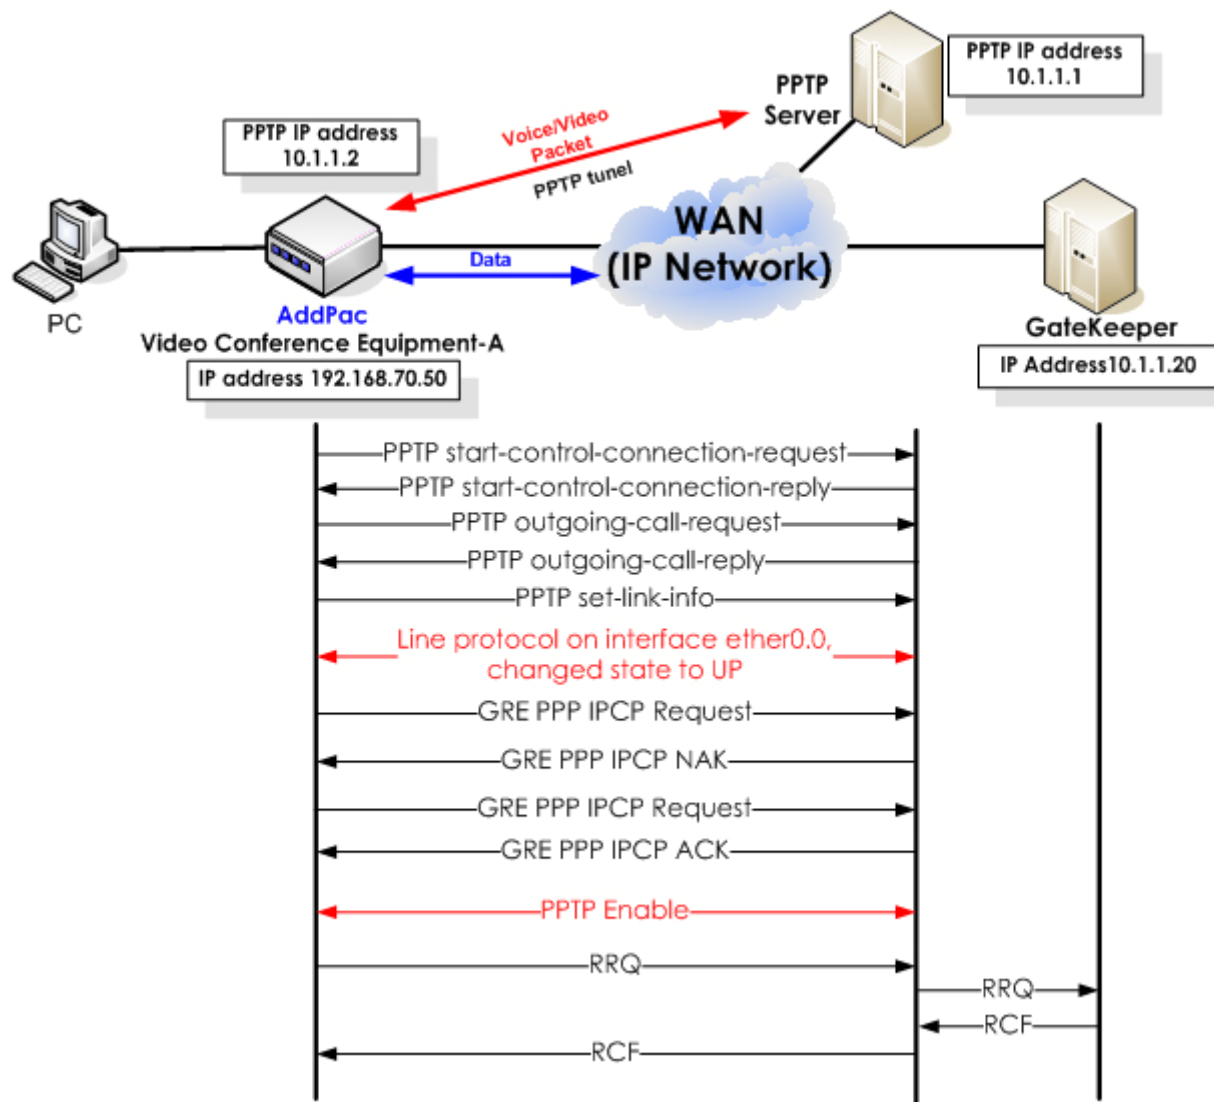 PPTP IP address
10.1.1.1
PPTP
Server
PPTP IP address
10.1.1.2
Voice/Video
Packet
PPTP tunel
WAN
(IP Network)
Data
PC
AddPac
Video Conference Equipment-A
IP address 192.168.70.50
GateKeeper
IP Address10.1.1.20
PPTP start-control-connection-request
PPTP start-control-connection-reply
PPTP outgoing-call-request
PPTP outgoing-call-reply
PPTP set-link-info
Line protocol on interface ether0.0,
changed state to UP
GRE PPP IPCP Request
GRE PPP IPCP NAK
GRE PPP IPCP Request
GRE PPP IPCP ACK
PPTP Enable
RRQ
RRQ
RCF
RCF